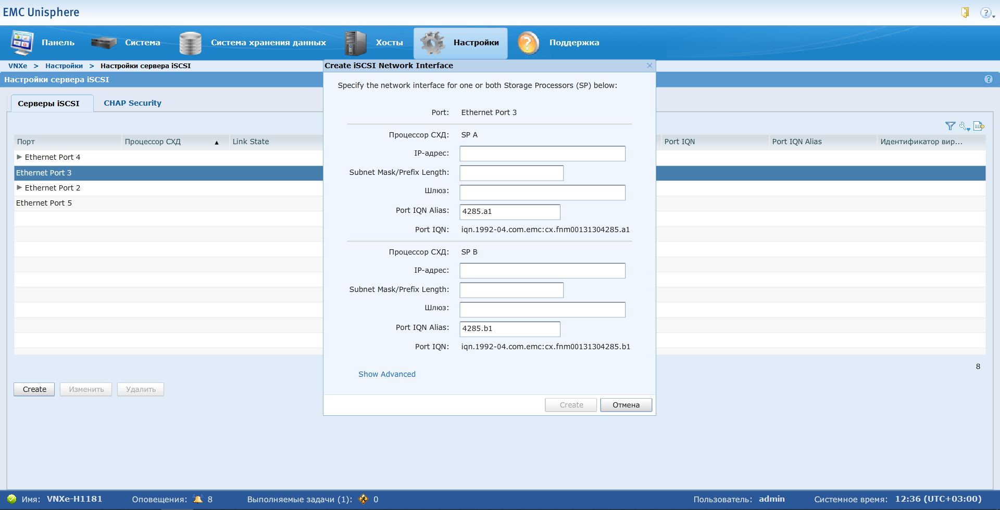 EMC Unisphere
Панель
Система
Система хранения данных
Хосты
Настройки
Поддержка
VNXe > Настройки > Настройки сервера iSCSI
Настройки сервера iSCSI
Серверы iSCSI
CHAP Security
Порт
Процессор СХД
Link State
Port IQN
Port IQN Alias
Идентификатор вир...
Ethernet Port 4
Ethernet Port 3
Ethernet Port 2
Ethernet Port 5
8
Create
Изменить
Удалить
Create iSCSI Network Interface
Specify the network interface for one or both Storage Processors (SP) below:
Port: Ethernet Port 3
Процессор СХД: SP A
IP-адрес:
Subnet Mask/Prefix Length:
Шлюз:
Port IQN Alias: 4285.a1
Port IQN: iqn.1992-04.com.emc:cx.fnm00131304285.a1
Процессор СХД: SP B
IP-адрес:
Subnet Mask/Prefix Length:
Шлюз:
Port IQN Alias: 4285.b1
Port IQN: iqn.1992-04.com.emc:cx.fnm00131304285.b1
Show Advanced
Create
Отмена
Имя: VNXe-H1181
Оповещения: 8
Выполняемые задачи (1): 0
Пользователь: admin
Системное время: 12:36 (UTC+03:00)